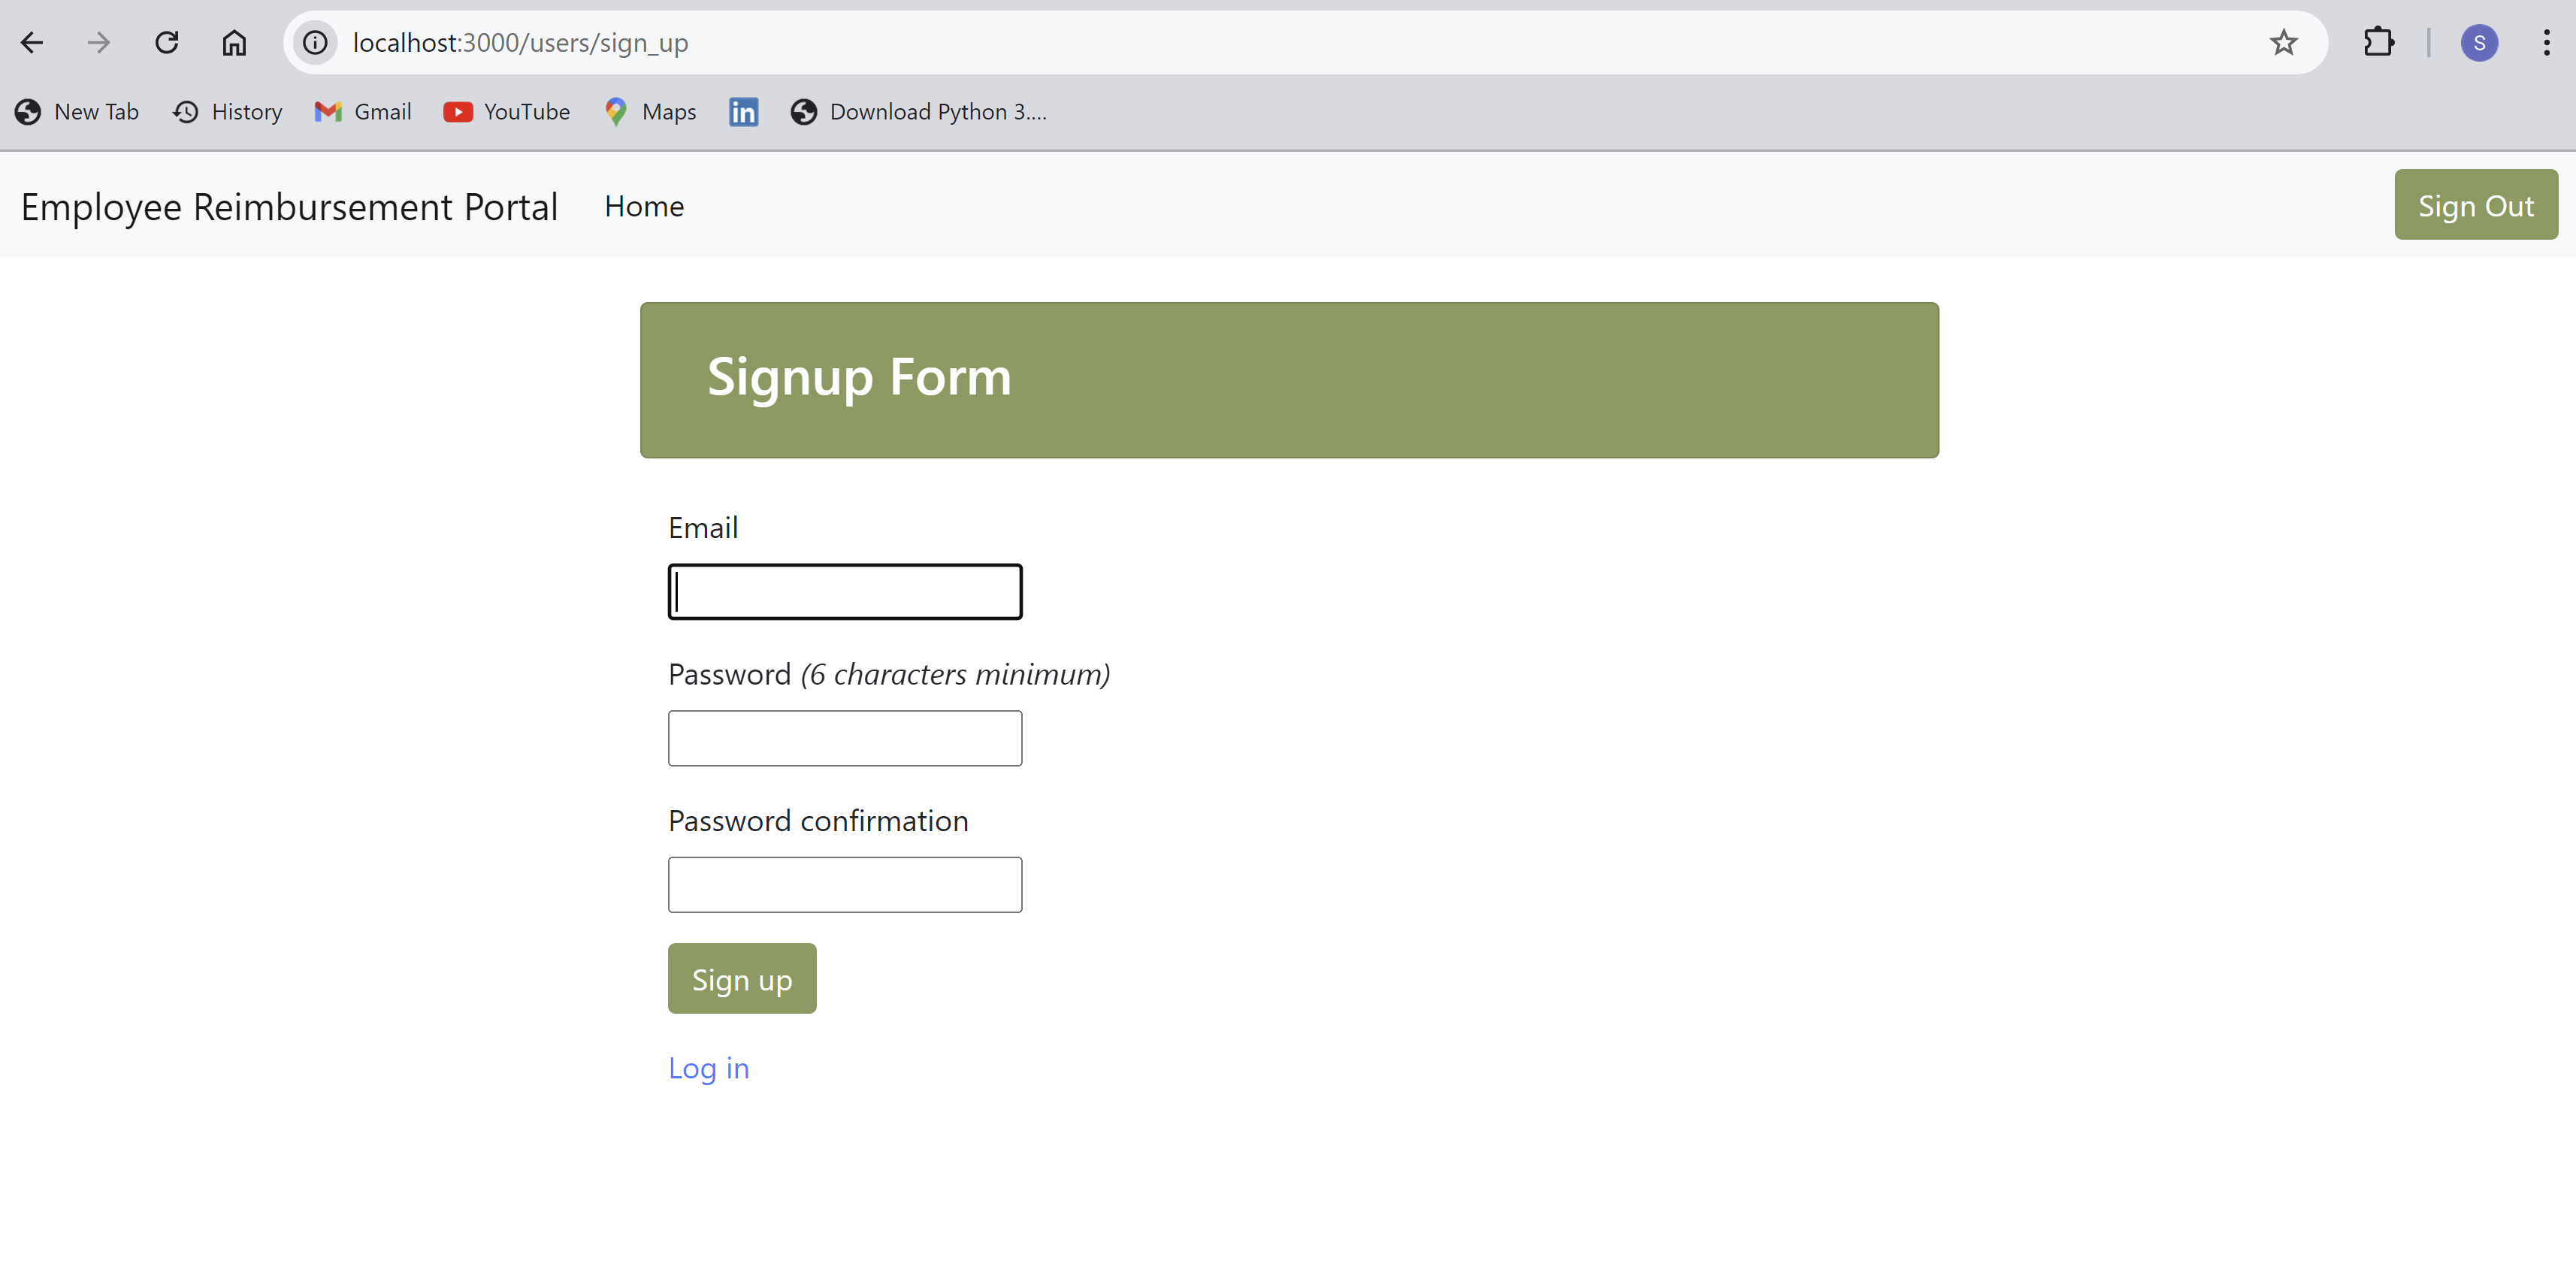 localhost:3000/users/sign_up
S
New Tab History Gmail YouTube Maps in Download Python 3....
Employee Reimbursement Portal Home Sign Out
Signup Form
Email
Password (6 characters minimum)
Password confirmation
Sign up
Log in